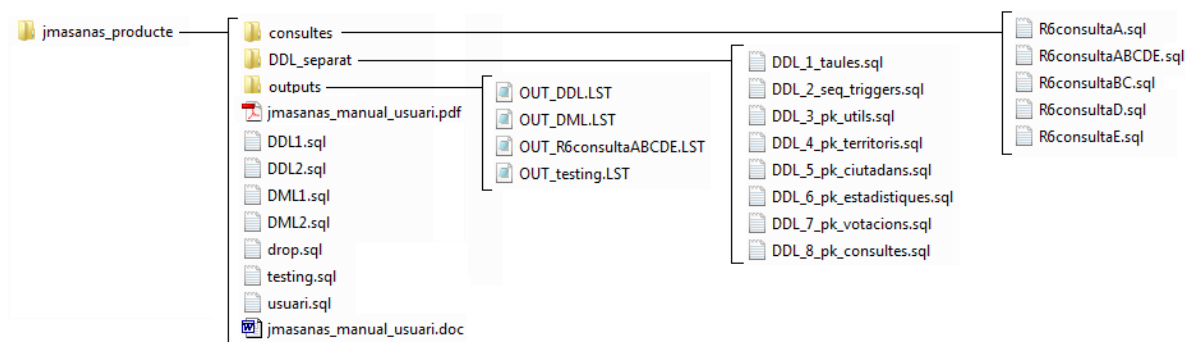 jmasanas_producte
consultes
DDL_separat
outputs
jmasanas_manual_usuari.pdf
DDL1.sql
DDL2.sql
DML1.sql
DML2.sql
drop.sql
testing.sql
usuari.sql
jmasanas_manual_usuari.doc
OUT_DDL.LST
OUT_DML.LST
OUT_R6consultaABCDE.LST
OUT_testing.LST
DDL_1_taules.sql
DDL_2_seq_triggers.sql
DDL_3_pk_utils.sql
DDL_4_pk_territoris.sql
DDL_5_pk_ciutadans.sql
DDL_6_pk_estadistiques.sql
DDL_7_pk_votacions.sql
DDL_8_pk_consultes.sql
R6consultaA.sql
R6consultaABCDE.sql
R6consultaBC.sql
R6consultaD.sql
R6consultaE.sql